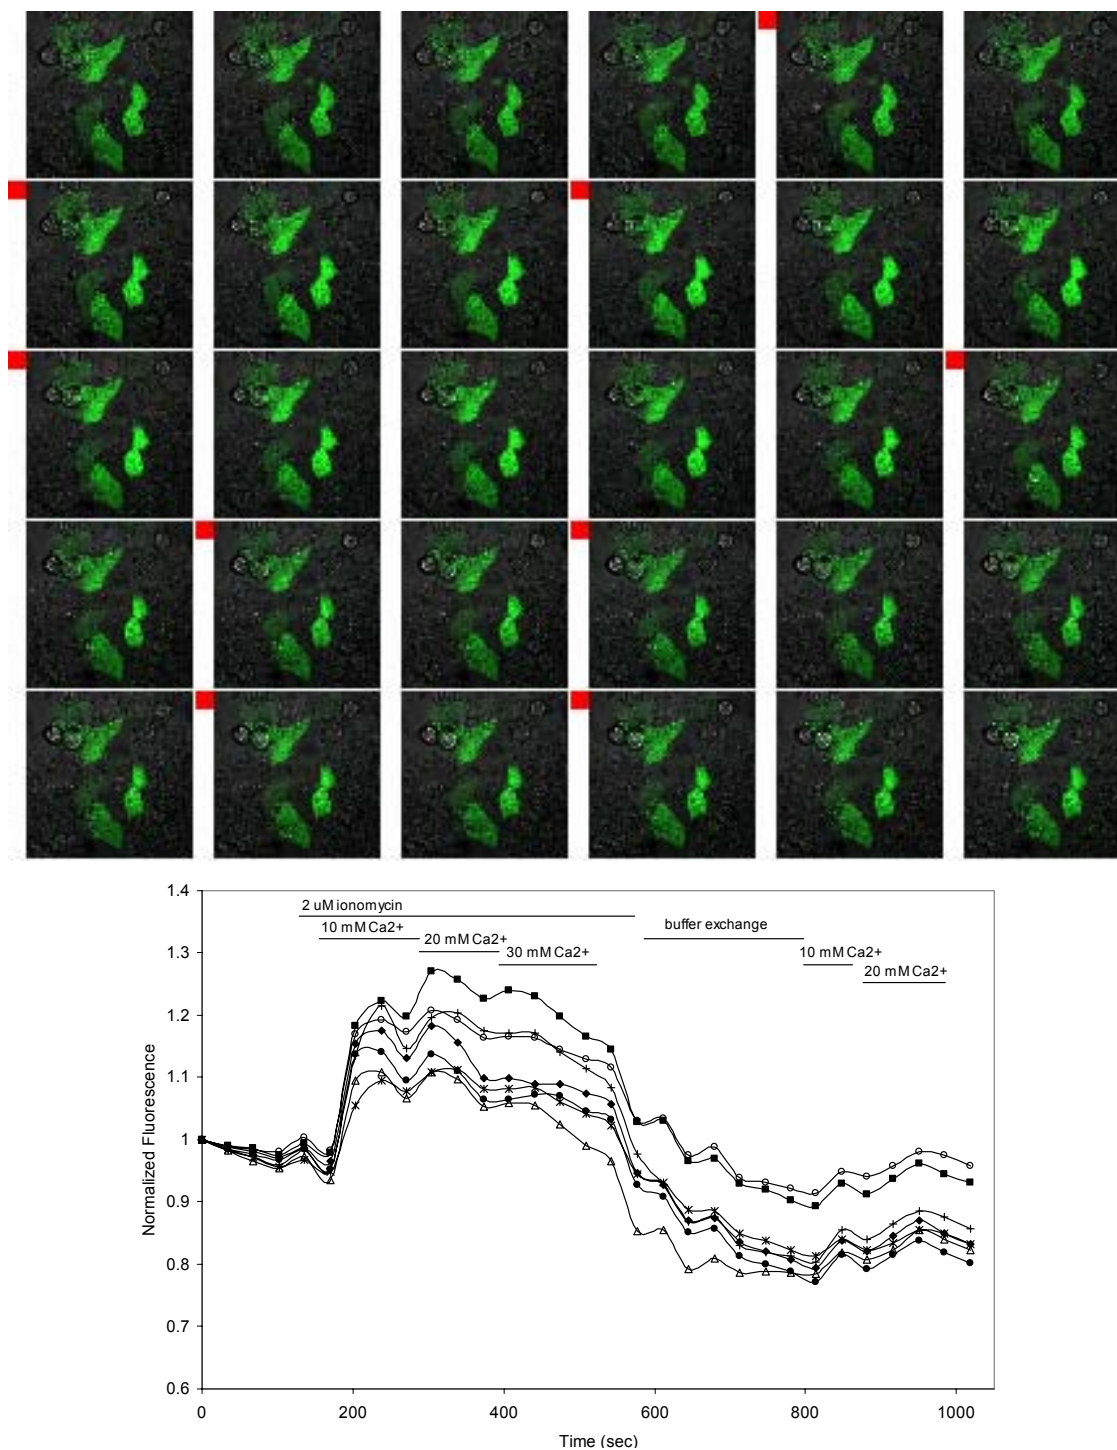 1.4
2 uM ionomycin
10 mM Ca2+
buffer exchange
20 mM Ca2+
10 mM Ca2+
1.3
30 mM Ca2+
20 mM Ca2+
1.2
1.1
1
0.9
0.8
0.7
0.6
Normalized Fluorescence
0 200 400 600 800 1000
Time (sec)